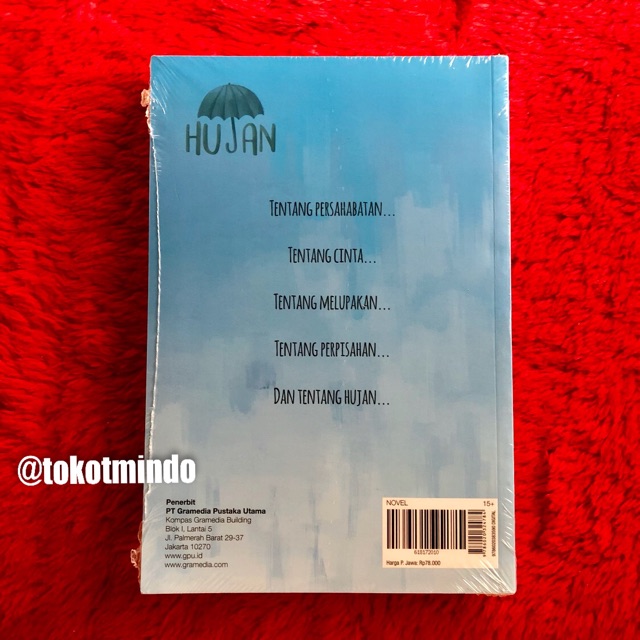 HUJAN
TENTANG PERSAHABATAN...
TENTANG CINTA...
TENTANG MELUPAKAN...
TENTANG PERPISAHAN...
DAN TENTANG HUJAN...
@tokotmindo
Penerbit
PT Gramedia Pustaka Utama
Kompas Gramedia Building
Blok I, Lantai 5
Jl. Palmerah Barat 29-37
Jakarta 10270
www.gpu.id
www.gramedia.com
NOVEL 15+
618172010
Harga P. Jawa: Rp78.000